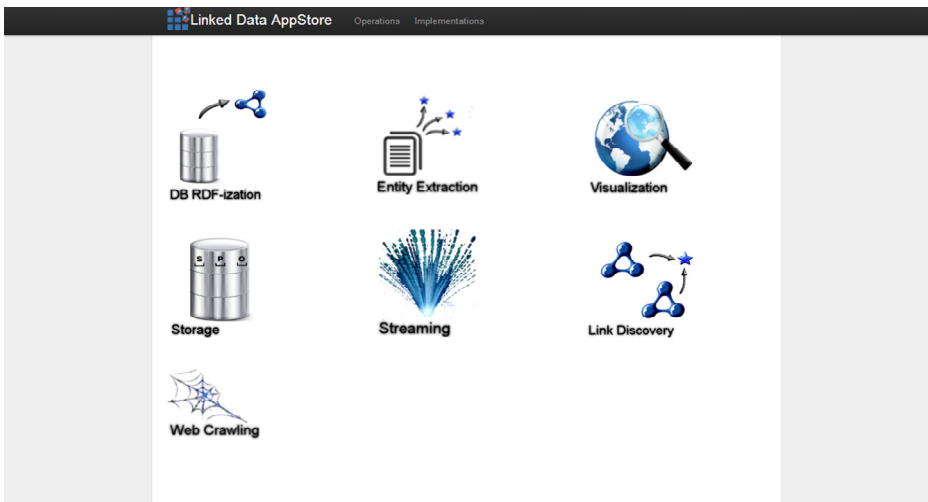 Linked Data AppStore Operations Implementations
DB RDF-ization
Entity Extraction
Visualization
S P O
Storage
Streaming
Link Discovery
Web Crawling